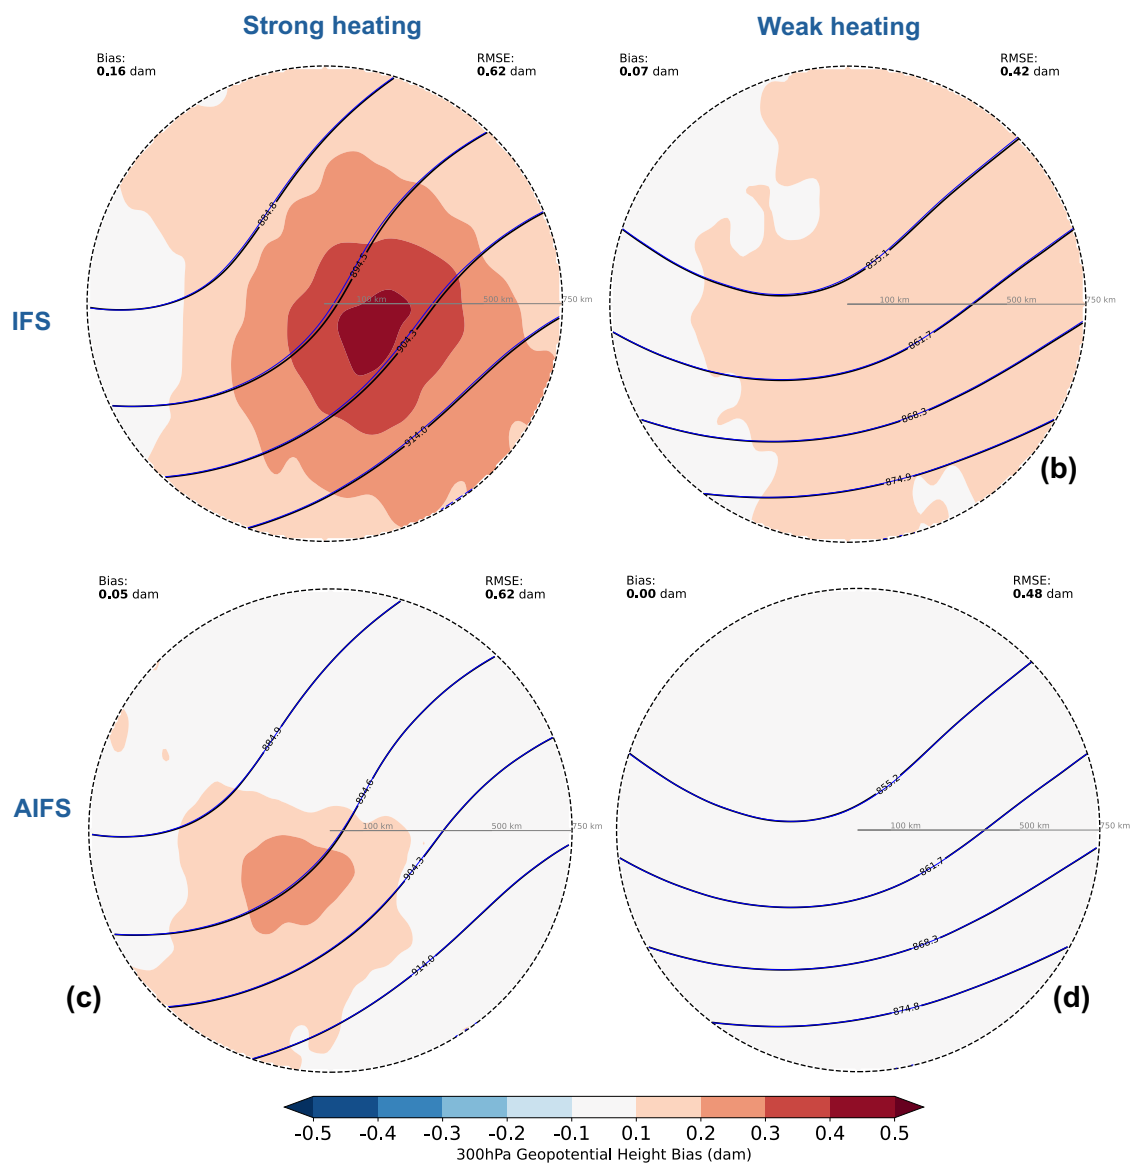 Strong heating
Weak heating
Bias:
0.16 dam
RMSE:
0.62 dam
Bias:
0.07 dam
RMSE:
0.42 dam
IFS
884.8
894.5
904.3
914.0
100 km
500 km
750 km
855.1
861.7
868.3
874.9
100 km
500 km
750 km
(b)
Bias:
0.05 dam
RMSE:
0.62 dam
Bias:
0.00 dam
RMSE:
0.48 dam
AIFS
884.9
894.6
904.3
914.0
100 km
500 km
750 km
855.2
861.7
868.3
874.8
100 km
500 km
750 km
(c)
(d)
-0.5 -0.4 -0.3 -0.2 -0.1 0.1 0.2 0.3 0.4 0.5
300hPa Geopotential Height Bias (dam)